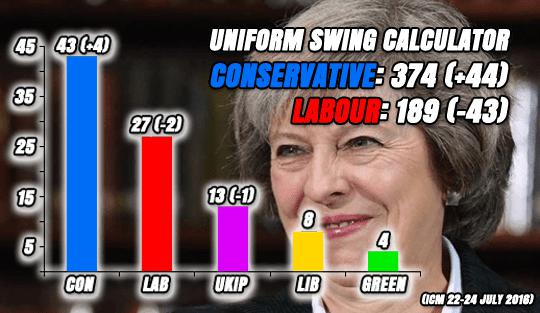 UNIFORM SWING CALCULATOR
CONSERVATIVE: 374 (+44)
LABOUR: 189 (-43)
45
35
25
15
5
43 (+4)
27 (-2)
13 (-1)
8
4
CON
LAB
UKIP
LIB
GREEN
(ICM 22-24 JULY 2016)